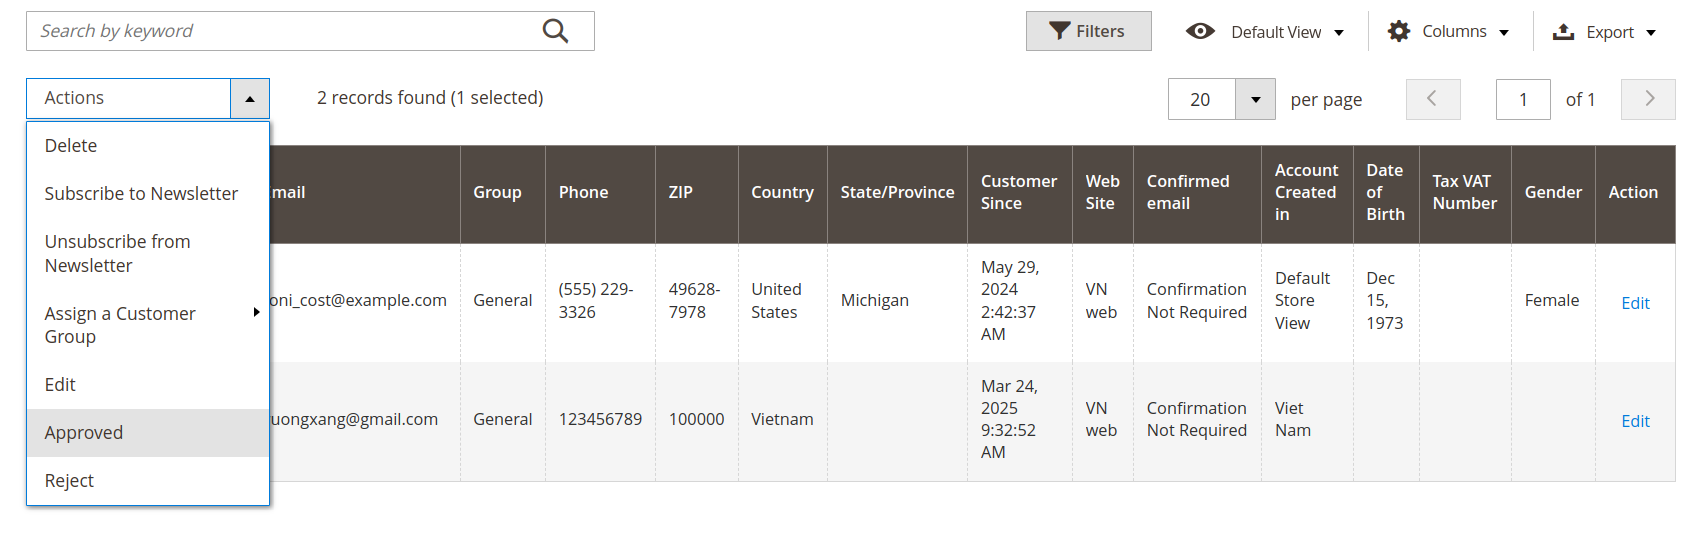 Search by keyword
Filters
Default View
Columns
Export
Actions
2 records found (1 selected)
20
per page
1
of 1
Delete
Subscribe to Newsletter
Unsubscribe from
Newsletter
Assign a Customer
Group
Edit
Approved
Reject
mail
Group
Phone
ZIP
Country
State/Province
Customer
Since
Web
Site
Confirmed
email
Account
Created
in
Date
of
Birth
Tax VAT
Number
Gender
Action
oni_cost@example.com
General
(555) 229-
3326
49628-
7978
United
States
Michigan
May 29,
2024
2:42:37
AM
VN
web
Confirmation
Not Required
Default
Store
View
Dec
15,
1973
Female
Edit
uongxang@gmail.com
General
123456789
100000
Vietnam
Mar 24,
2025
9:32:52
AM
VN
web
Confirmation
Not Required
Viet
Nam
Edit